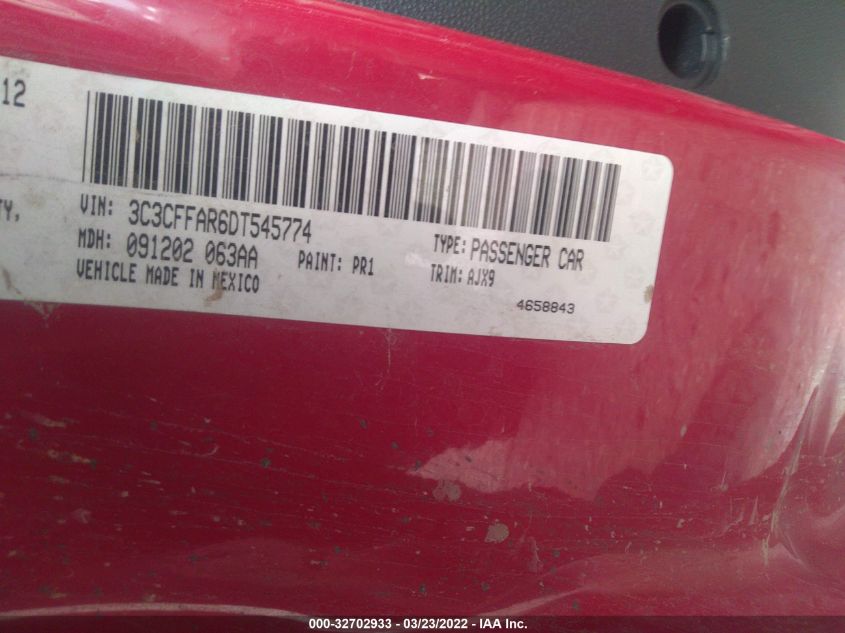 12
TY,
VIN: 3C3CFFAR6DT545774
TYPE: PASSENGER CAR
MDH: 091202 063AA
PAINT: PR1
TRIM: AJX9
VEHICLE MADE IN MEXICO
4658843
000-32702933 - 03/23/2022 - IAA Inc.